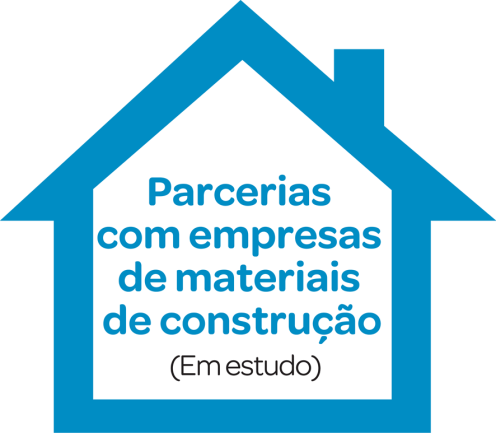 Parcerias
com empresas
de materiais
de construção
(Em estudo)